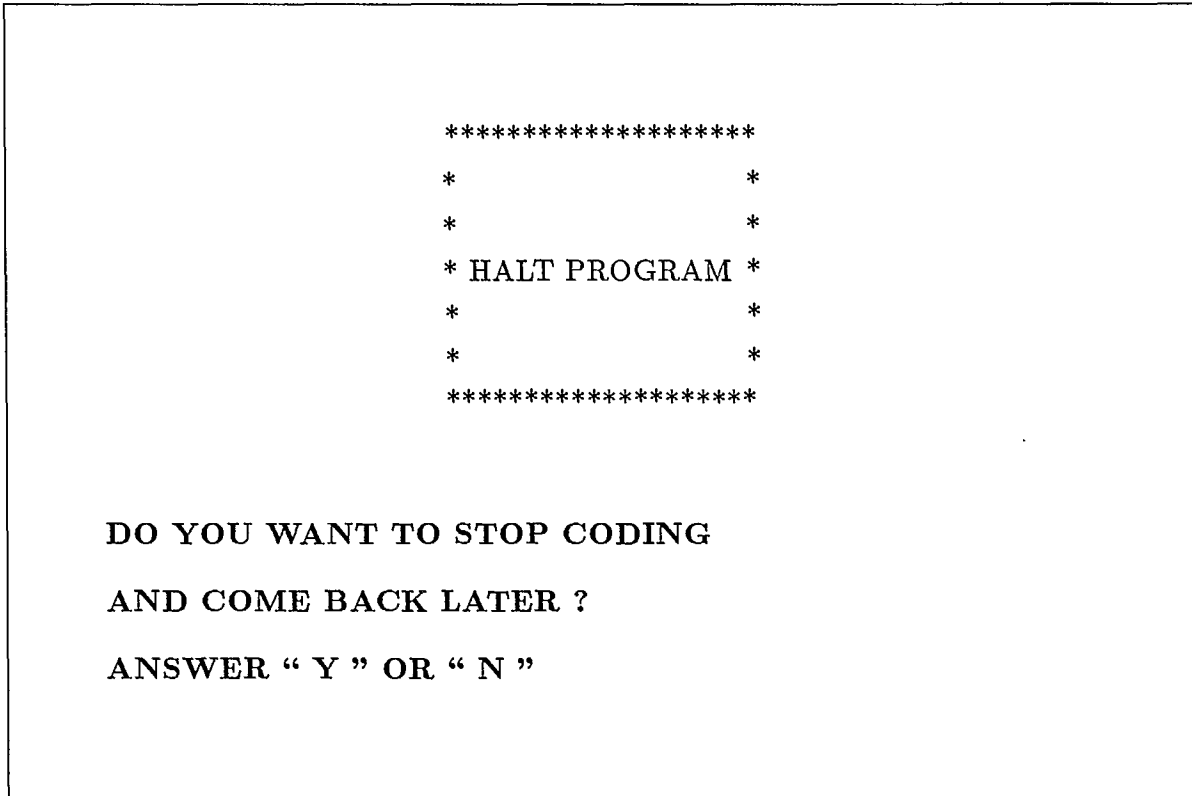 ********************
* *
* *
* HALT PROGRAM *
* *
* *
********************
DO YOU WANT TO STOP CODING
AND COME BACK LATER ?
ANSWER “ Y ” OR “ N ”